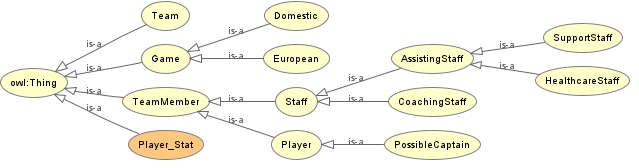 Team
Domestic
is-a
is-a
SupportStaff
is-a
Game
is-a
European
AssistingStaff
is-a
is-a
owl:Thing
is-a
HealthcareStaff
is-a
TeamMember
is-a
Staff
is-a
CoachingStaff
is-a
is-a
Player_Stat
Player
is-a
PossibleCaptain